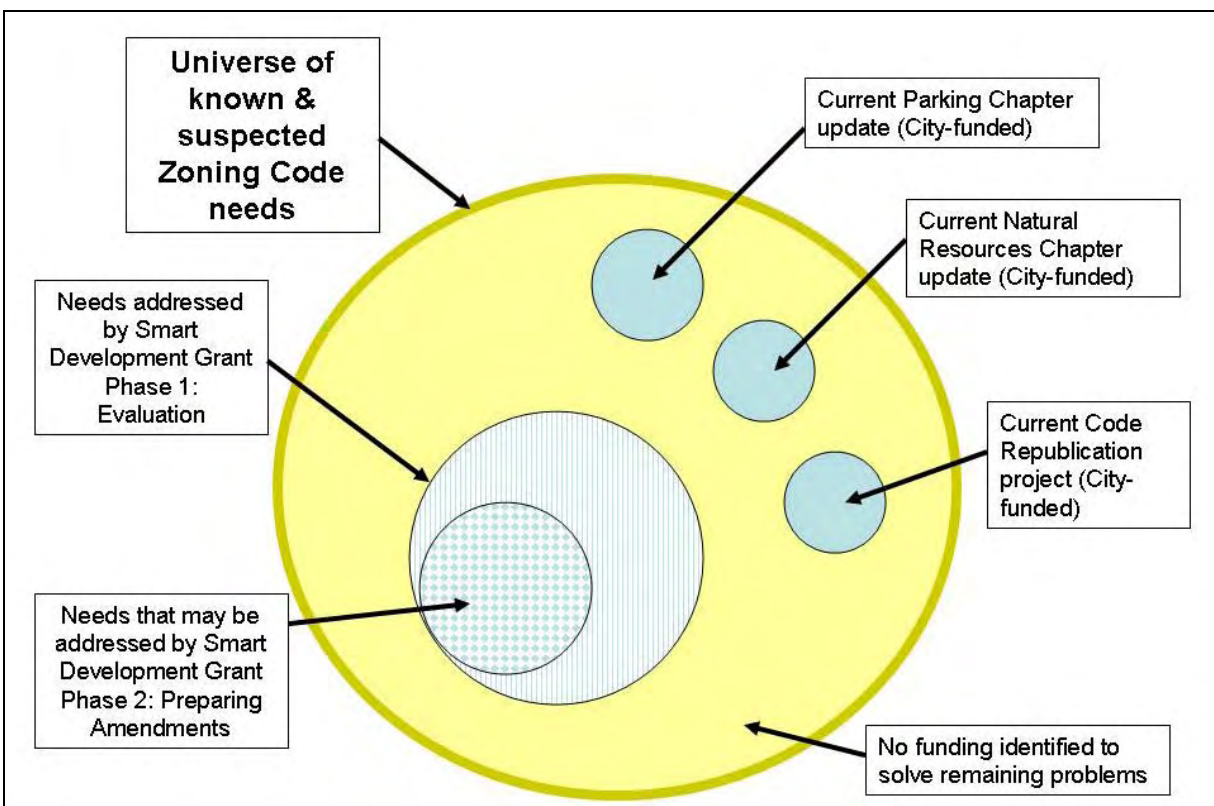 Universe of
known &
suspected
Zoning Code
needs
Current Parking Chapter
update (City-funded)
Current Natural
Resources Chapter
update (City-funded)
Needs addressed
by Smart
Development Grant
Phase 1:
Evaluation
Current Code
Republication
project (City-
funded)
Needs that may be
addressed by Smart
Development Grant
Phase 2: Preparing
Amendments
No funding identified to
solve remaining problems